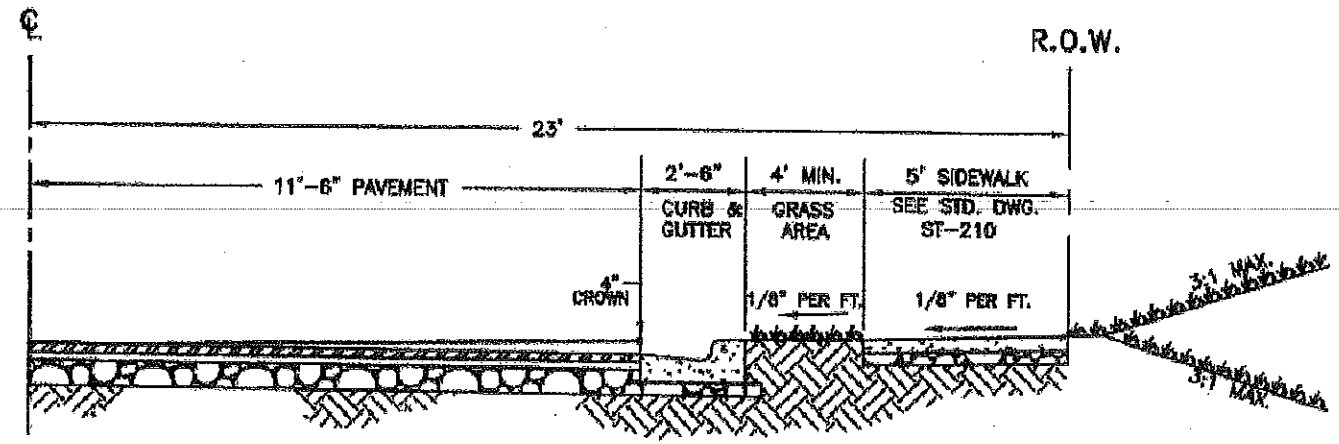 ℄
R.O.W.
23'
11'-6" PAVEMENT
2'-6"
CURB &
GUTTER
4' MIN.
GRASS
AREA
5' SIDEWALK
SEE STD. DWG.
ST-210
4"
CROWN
1/8" PER FT.
1/8" PER FT.
3:1 MAX.
3:1 MAX.